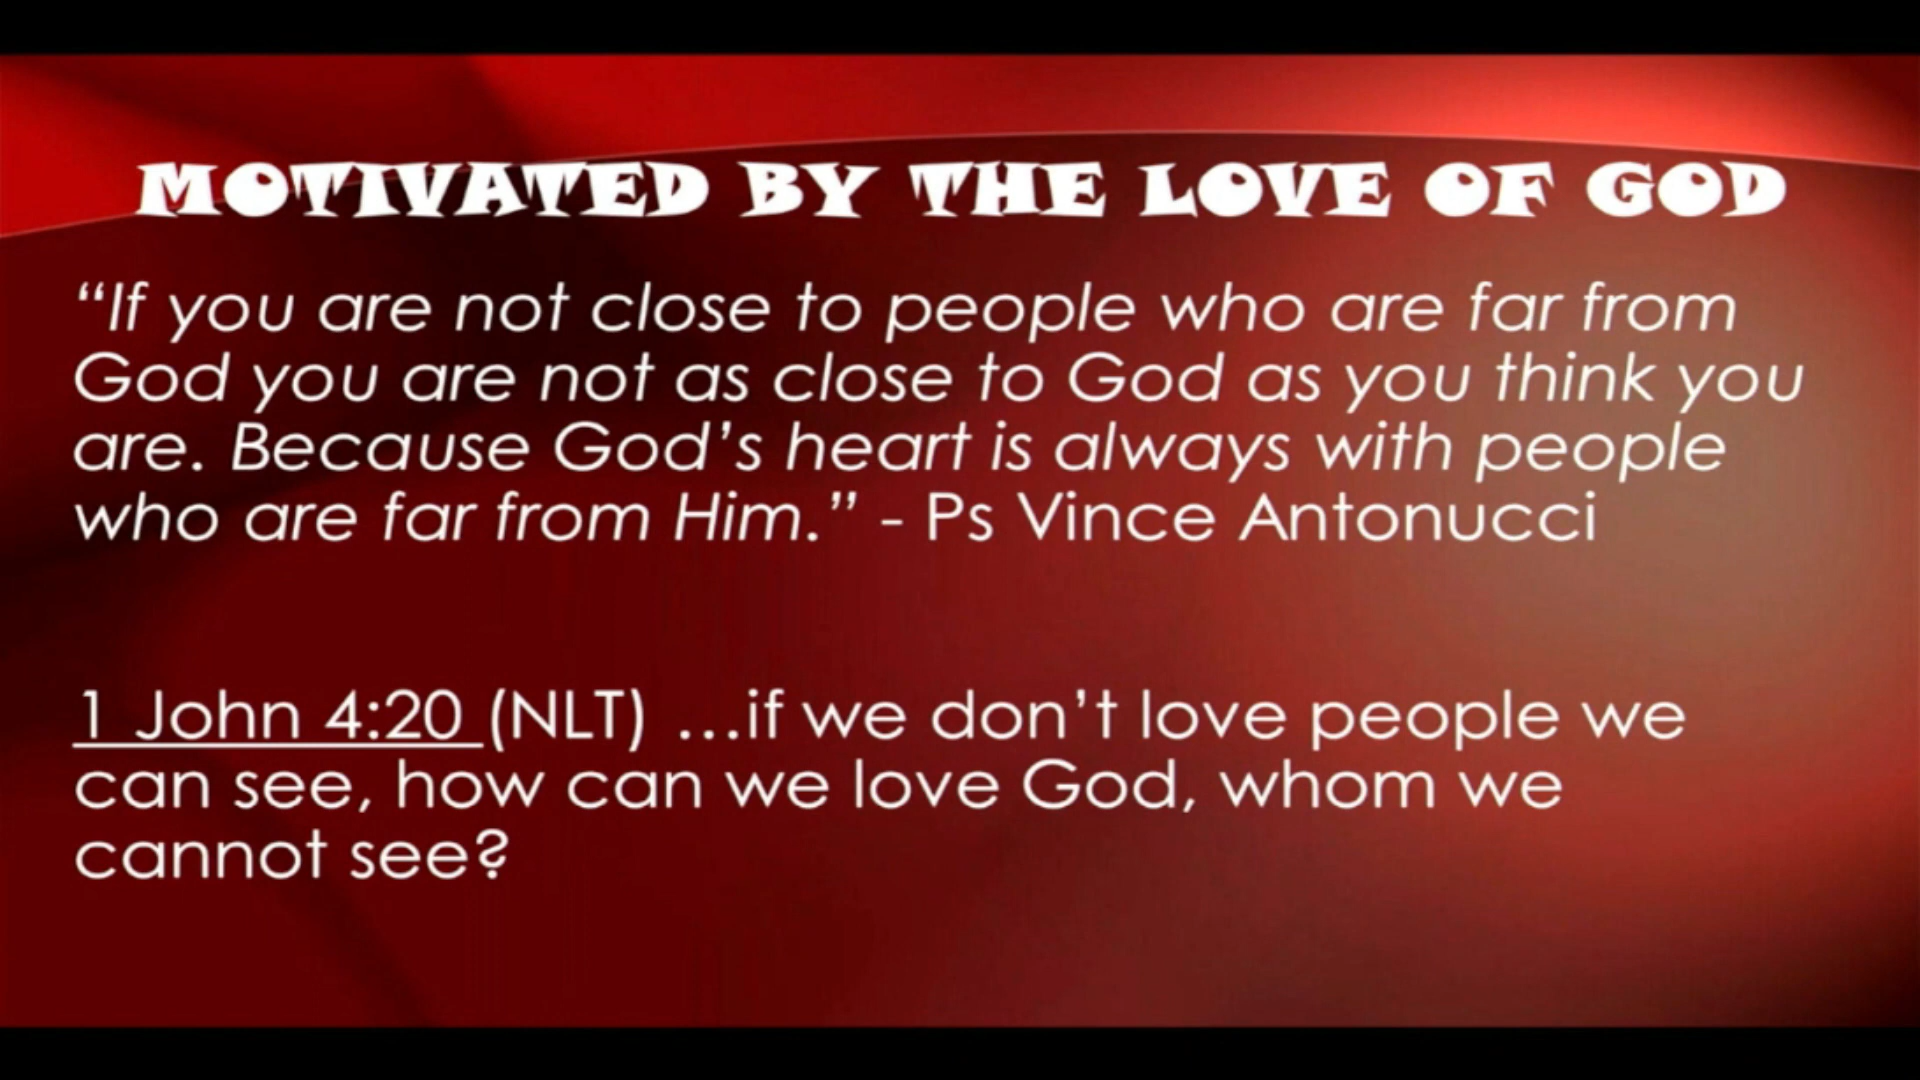 MOTIVATED BY THE LOVE OF GOD
“If you are not close to people who are far from
God you are not as close to God as you think you
are. Because God’s heart is always with people
who are far from Him.” - Ps Vince Antonucci
1 John 4:20 (NLT) …if we don’t love people we
can see, how can we love God, whom we
cannot see?